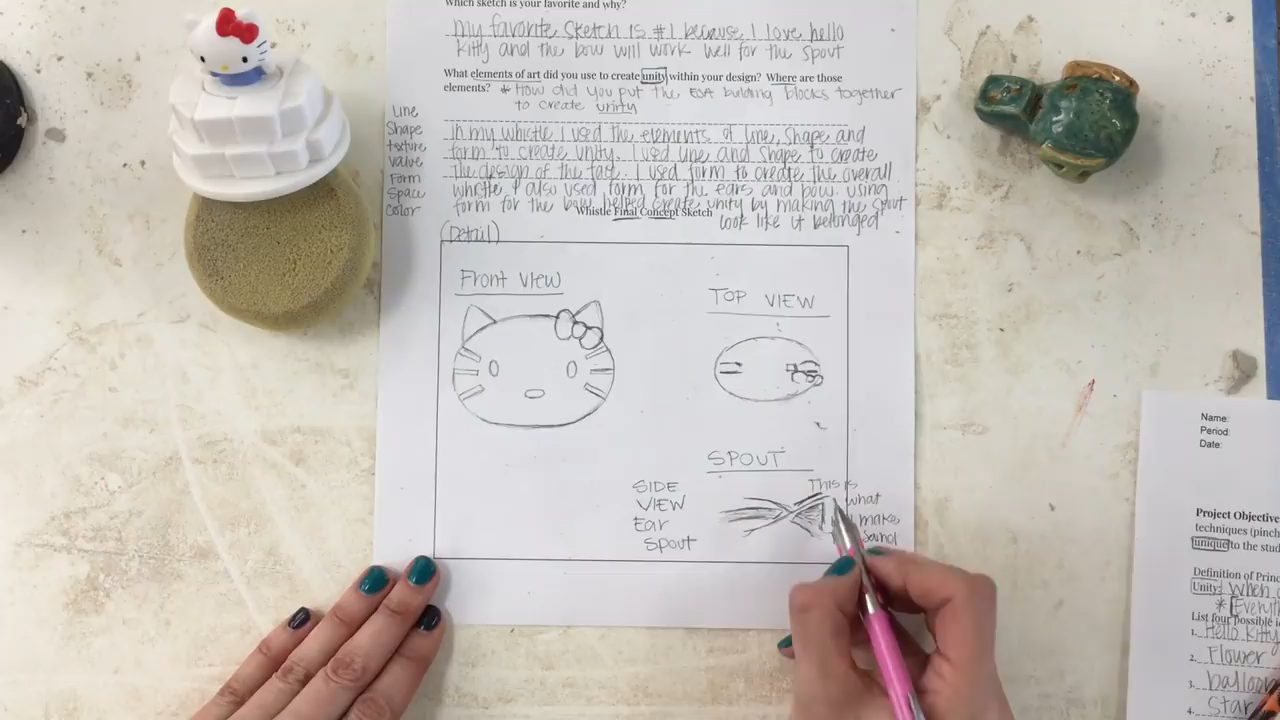 Which sketch is your favorite and why?
My favorite sketch is #1 because I love hello
kitty and the bow will work well for the spout
What elements of art did you use to create unity within your design? Where are those
elements? * How did you put the EOA building blocks together
to create unity
Line
Shape
texture
Value
Form
Space
Color
In my whistle I used the elements of line, shape and
form to create unity. I used line and shape to create
the design of the face. I used form to create the overall
whistle. I also used form for the ears and bow. using
form for the bow helped create unity by making the spout
look like it belonged
Whistle Final Concept Sketch
(Detail)
Front View
TOP VIEW
SPOUT
SIDE
VIEW
Ear
Spout
This is
what
makes
sound
Name:
Period:
Date:
Project Objective
techniques (pinch
unique to the stud
Definition of Princ
Unity: when
* Every
List four possible i
1. Hello Kitty
2. Flower
3. balloon
4. Star